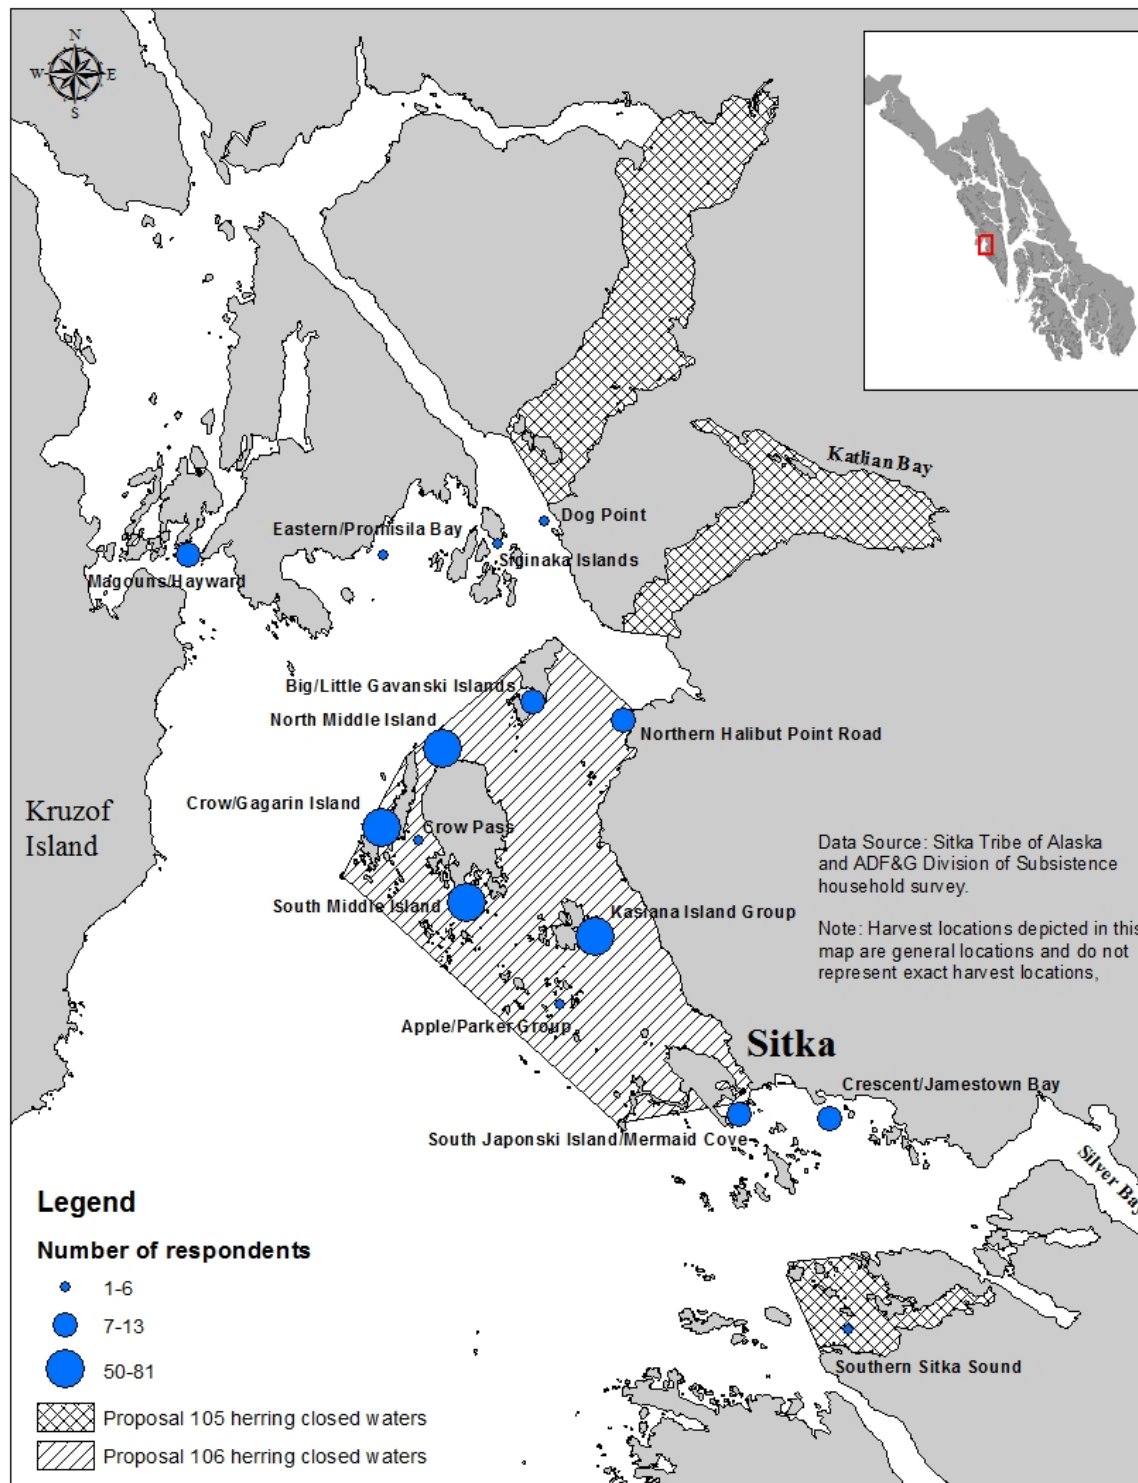 N
W E
S
Katlian Bay
Dog Point
Eastern/Promisila Bay
Siginaka Islands
Magouns/Hayward
Big/Little Gavanski Islands
North Middle Island
Northern Halibut Point Road
Crow/Gagarin Island
Kruzof
Island
Crow Pass
South Middle Island
Kasiana Island Group
Data Source: Sitka Tribe of Alaska
and ADF&G Division of Subsistence
household survey.
Note: Harvest locations depicted in this
map are general locations and do not
represent exact harvest locations,
Apple/Parker Group
Sitka
Crescent/Jamestown Bay
South Japonski Island/Mermaid Cove
Silver Bay
Southern Sitka Sound
Legend
Number of respondents
1-6
7-13
50-81
Proposal 105 herring closed waters
Proposal 106 herring closed waters